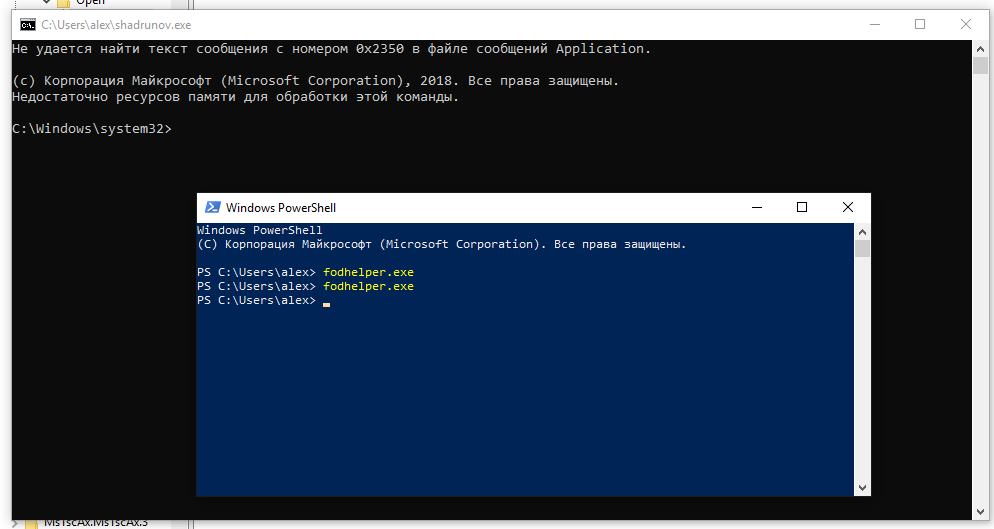 Open
C:\Users\alex\shadrunov.exe
Не удается найти текст сообщения с номером 0x2350 в файле сообщений Application.
(c) Корпорация Майкрософт (Microsoft Corporation), 2018. Все права защищены.
Недостаточно ресурсов памяти для обработки этой команды.
C:\Windows\system32>
Windows PowerShell
Windows PowerShell
(C) Корпорация Майкрософт (Microsoft Corporation). Все права защищены.
PS C:\Users\alex> fodhelper.exe
PS C:\Users\alex> fodhelper.exe
PS C:\Users\alex>
MsTscAx.MsTscAx.3